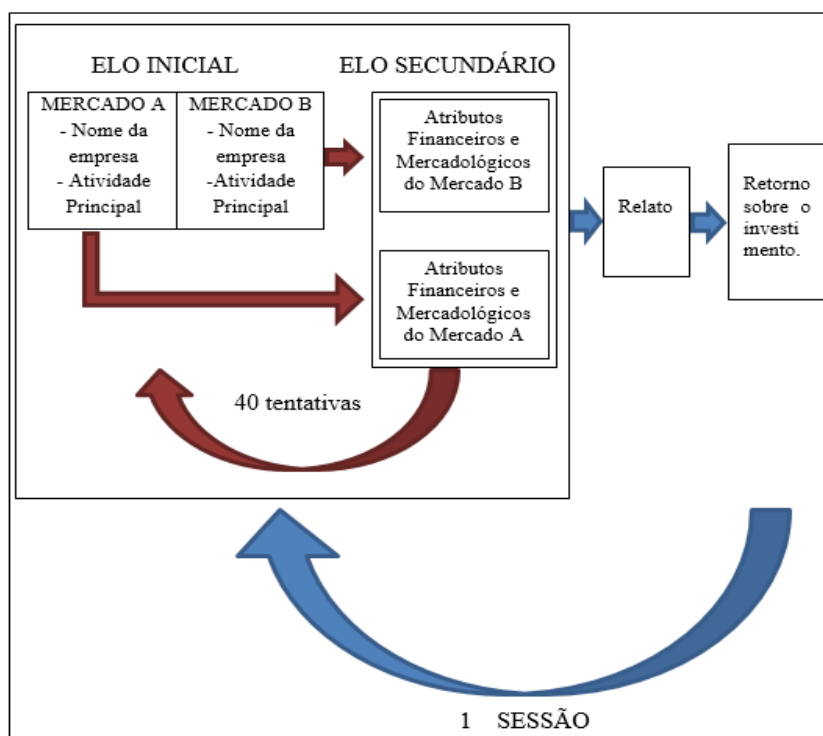 ELO INICIAL
MERCADO A
- Nome da
empresa
- Atividade
Principal
MERCADO B
- Nome da
empresa
-Atividade
Principal
ELO SECUNDÁRIO
Atributos
Financeiros e
Mercadológicos
do Mercado B
Atributos
Financeiros e
Mercadológicos
do Mercado A
Relato
Retorno
sobre o
investi
mento.
40 tentativas
1 SESSÃO